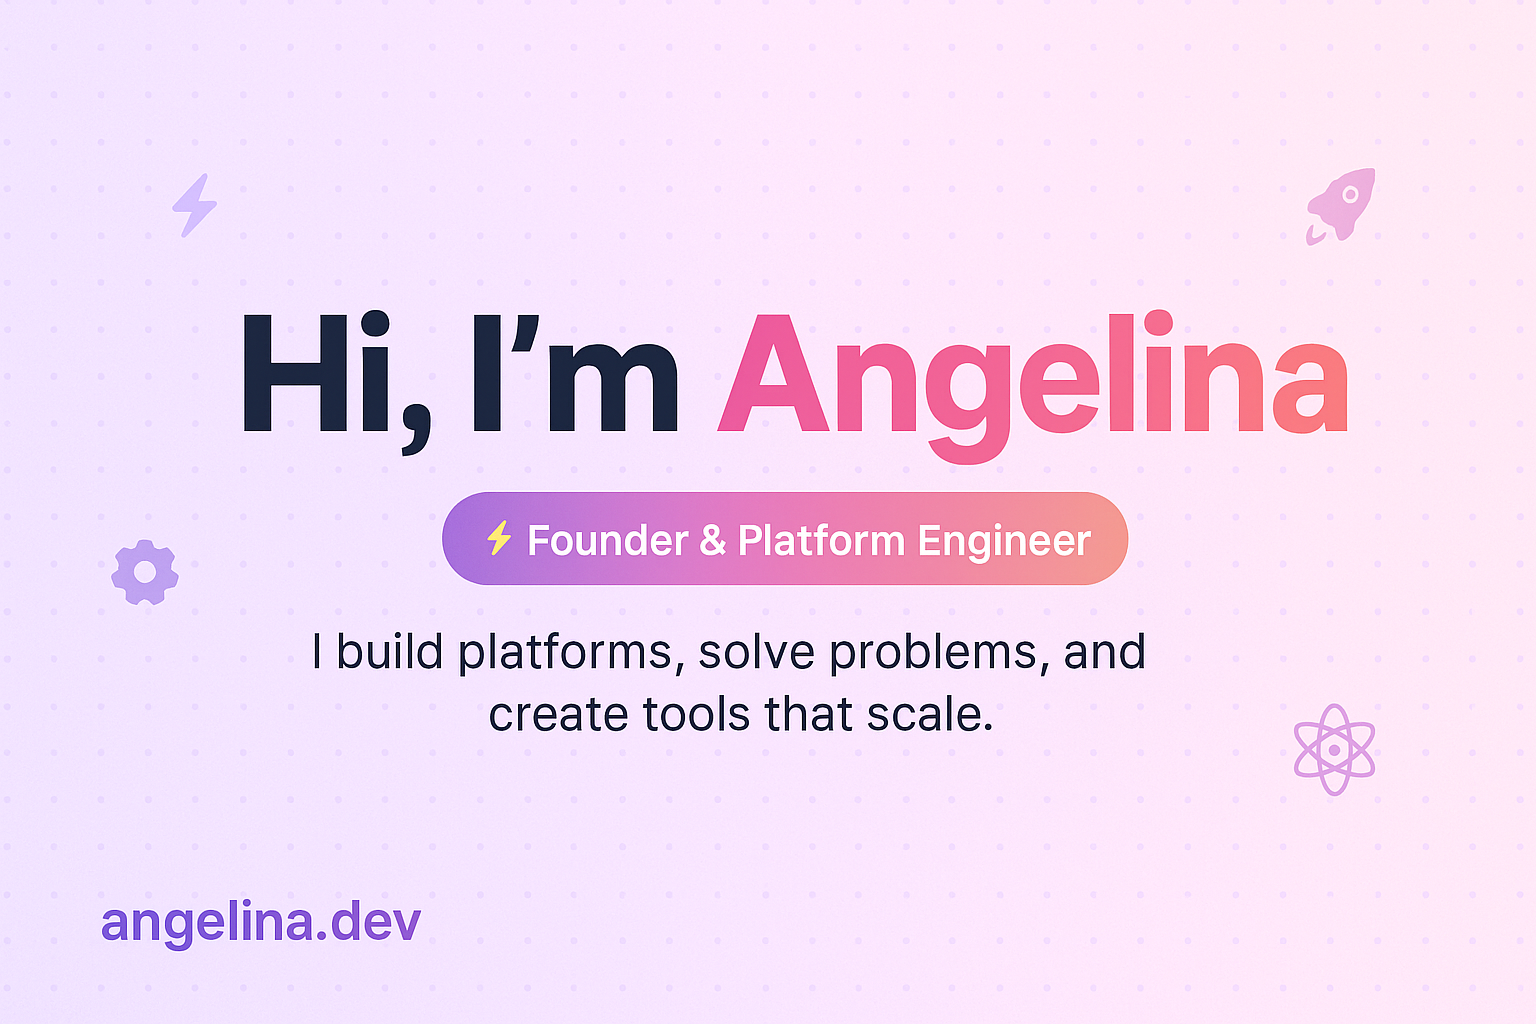 Hi, I’m Angelina
⚡ Founder & Platform Engineer
I build platforms, solve problems, and
create tools that scale.
angelina.dev